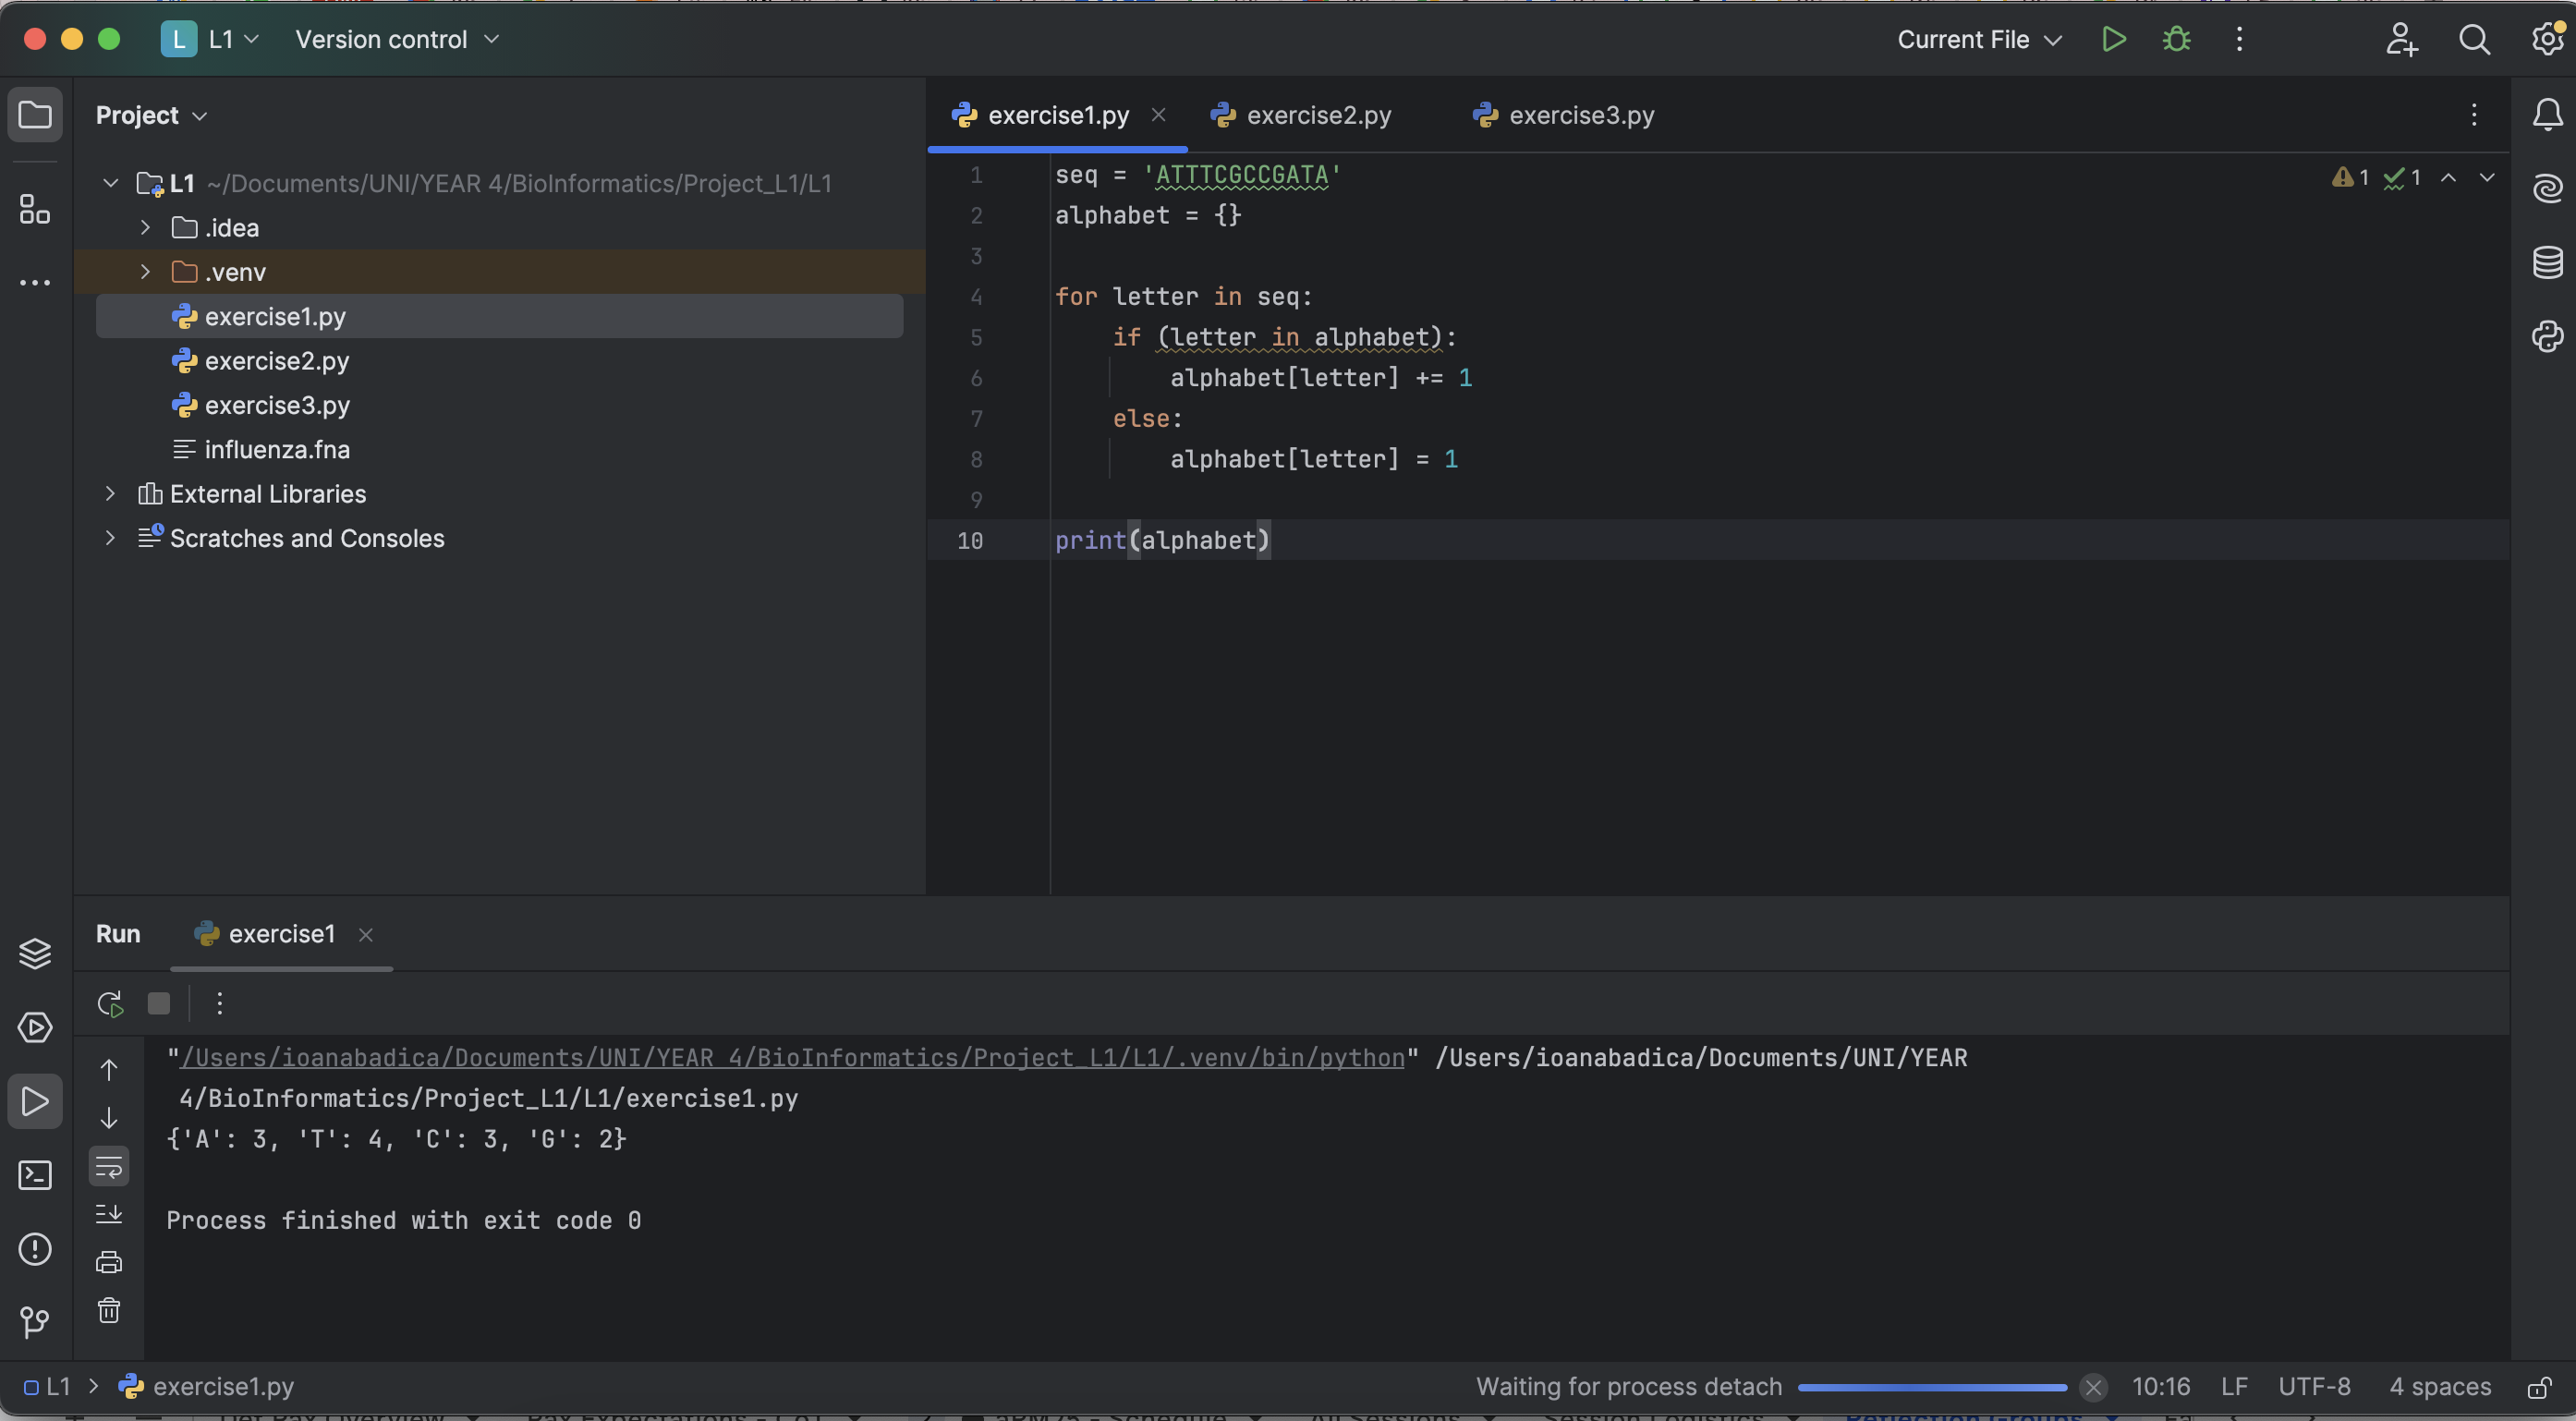 L L1 Version control Current File
Project
L1 ~/Documents/UNI/YEAR 4/BioInformatics/Project_L1/L1
.idea
.venv
exercise1.py
exercise2.py
exercise3.py
influenza.fna
External Libraries
Scratches and Consoles
exercise1.py exercise2.py exercise3.py
1 seq = 'ATTTCGCCGATA' 1 1
2 alphabet = {}
3
4 for letter in seq:
5 if (letter in alphabet):
6 alphabet[letter] += 1
7 else:
8 alphabet[letter] = 1
9
10 print(alphabet)
Run exercise1
"/Users/ioanabadica/Documents/UNI/YEAR 4/BioInformatics/Project_L1/L1/.venv/bin/python" /Users/ioanabadica/Documents/UNI/YEAR
4/BioInformatics/Project_L1/L1/exercise1.py
{'A': 3, 'T': 4, 'C': 3, 'G': 2}
Process finished with exit code 0
L1 exercise1.py Waiting for process detach 10:16 LF UTF-8 4 spaces